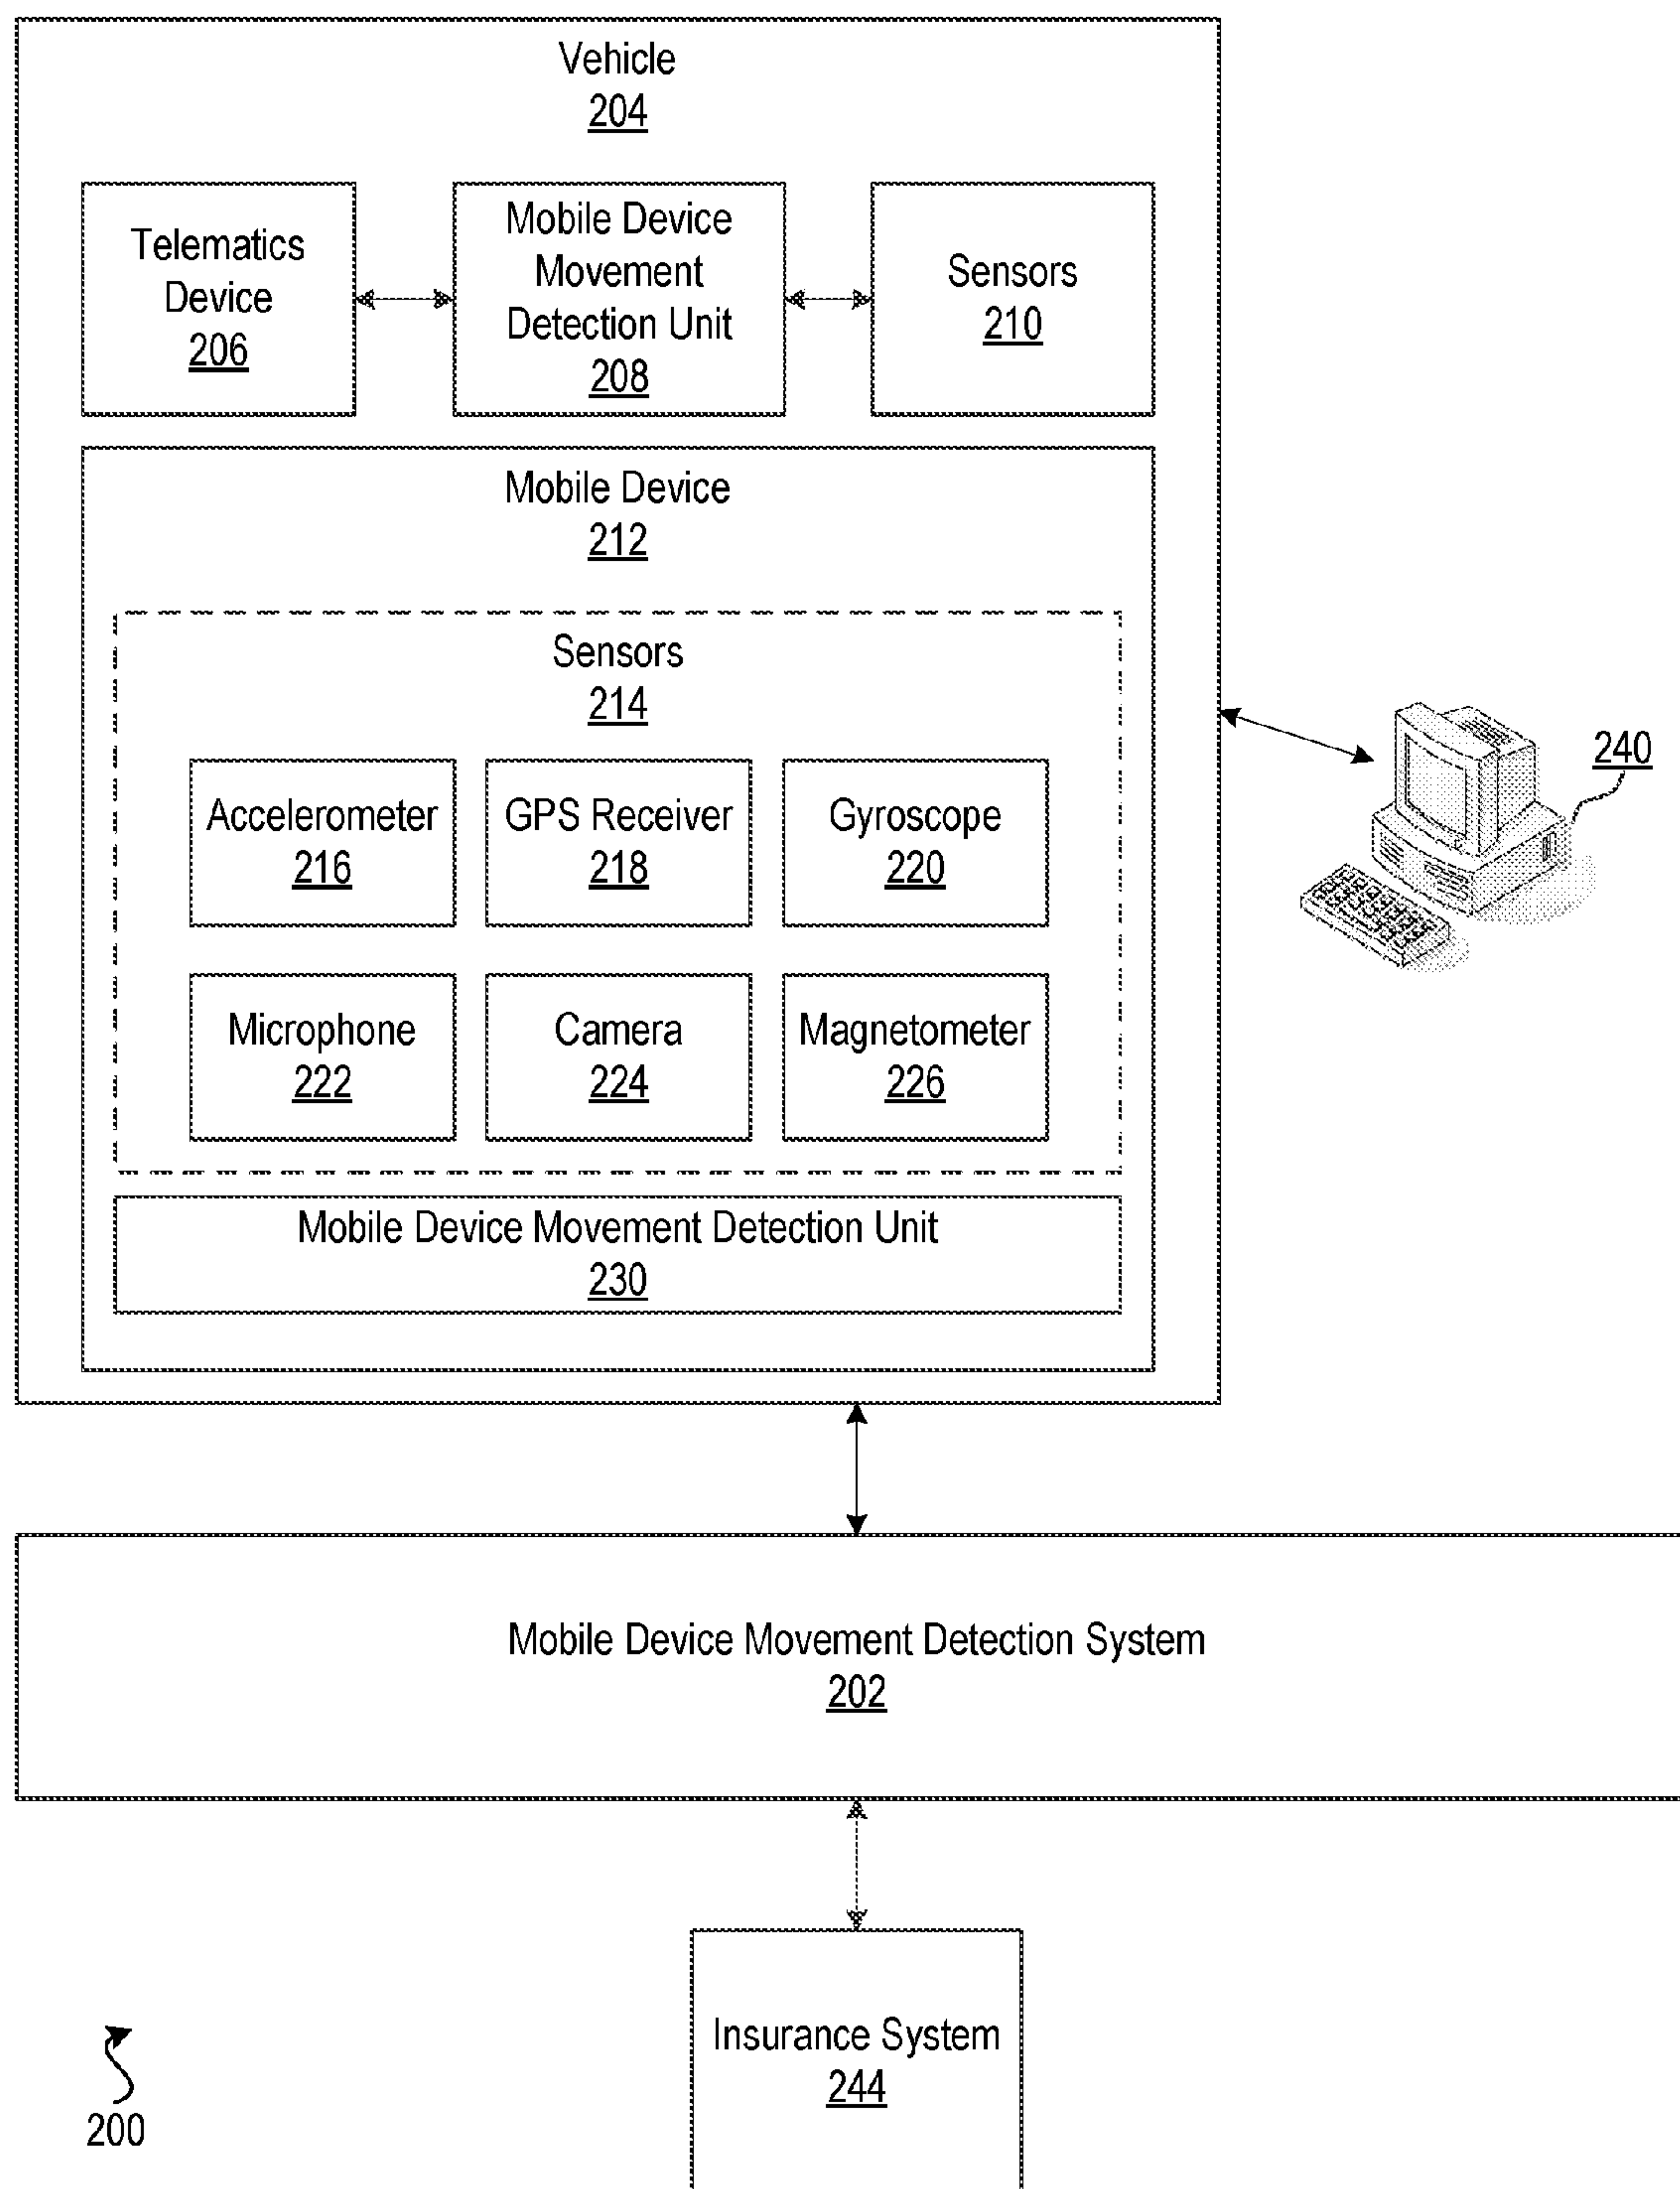 Vehicle
204
Telematics
Device
206
Mobile Device
Movement
Detection Unit
208
Sensors
210
Mobile Device
212
Sensors
214
Accelerometer
216
GPS Receiver
218
Gyroscope
220
Microphone
222
Camera
224
Magnetometer
226
Mobile Device Movement Detection Unit
230
240
Mobile Device Movement Detection System
202
Insurance System
244
200